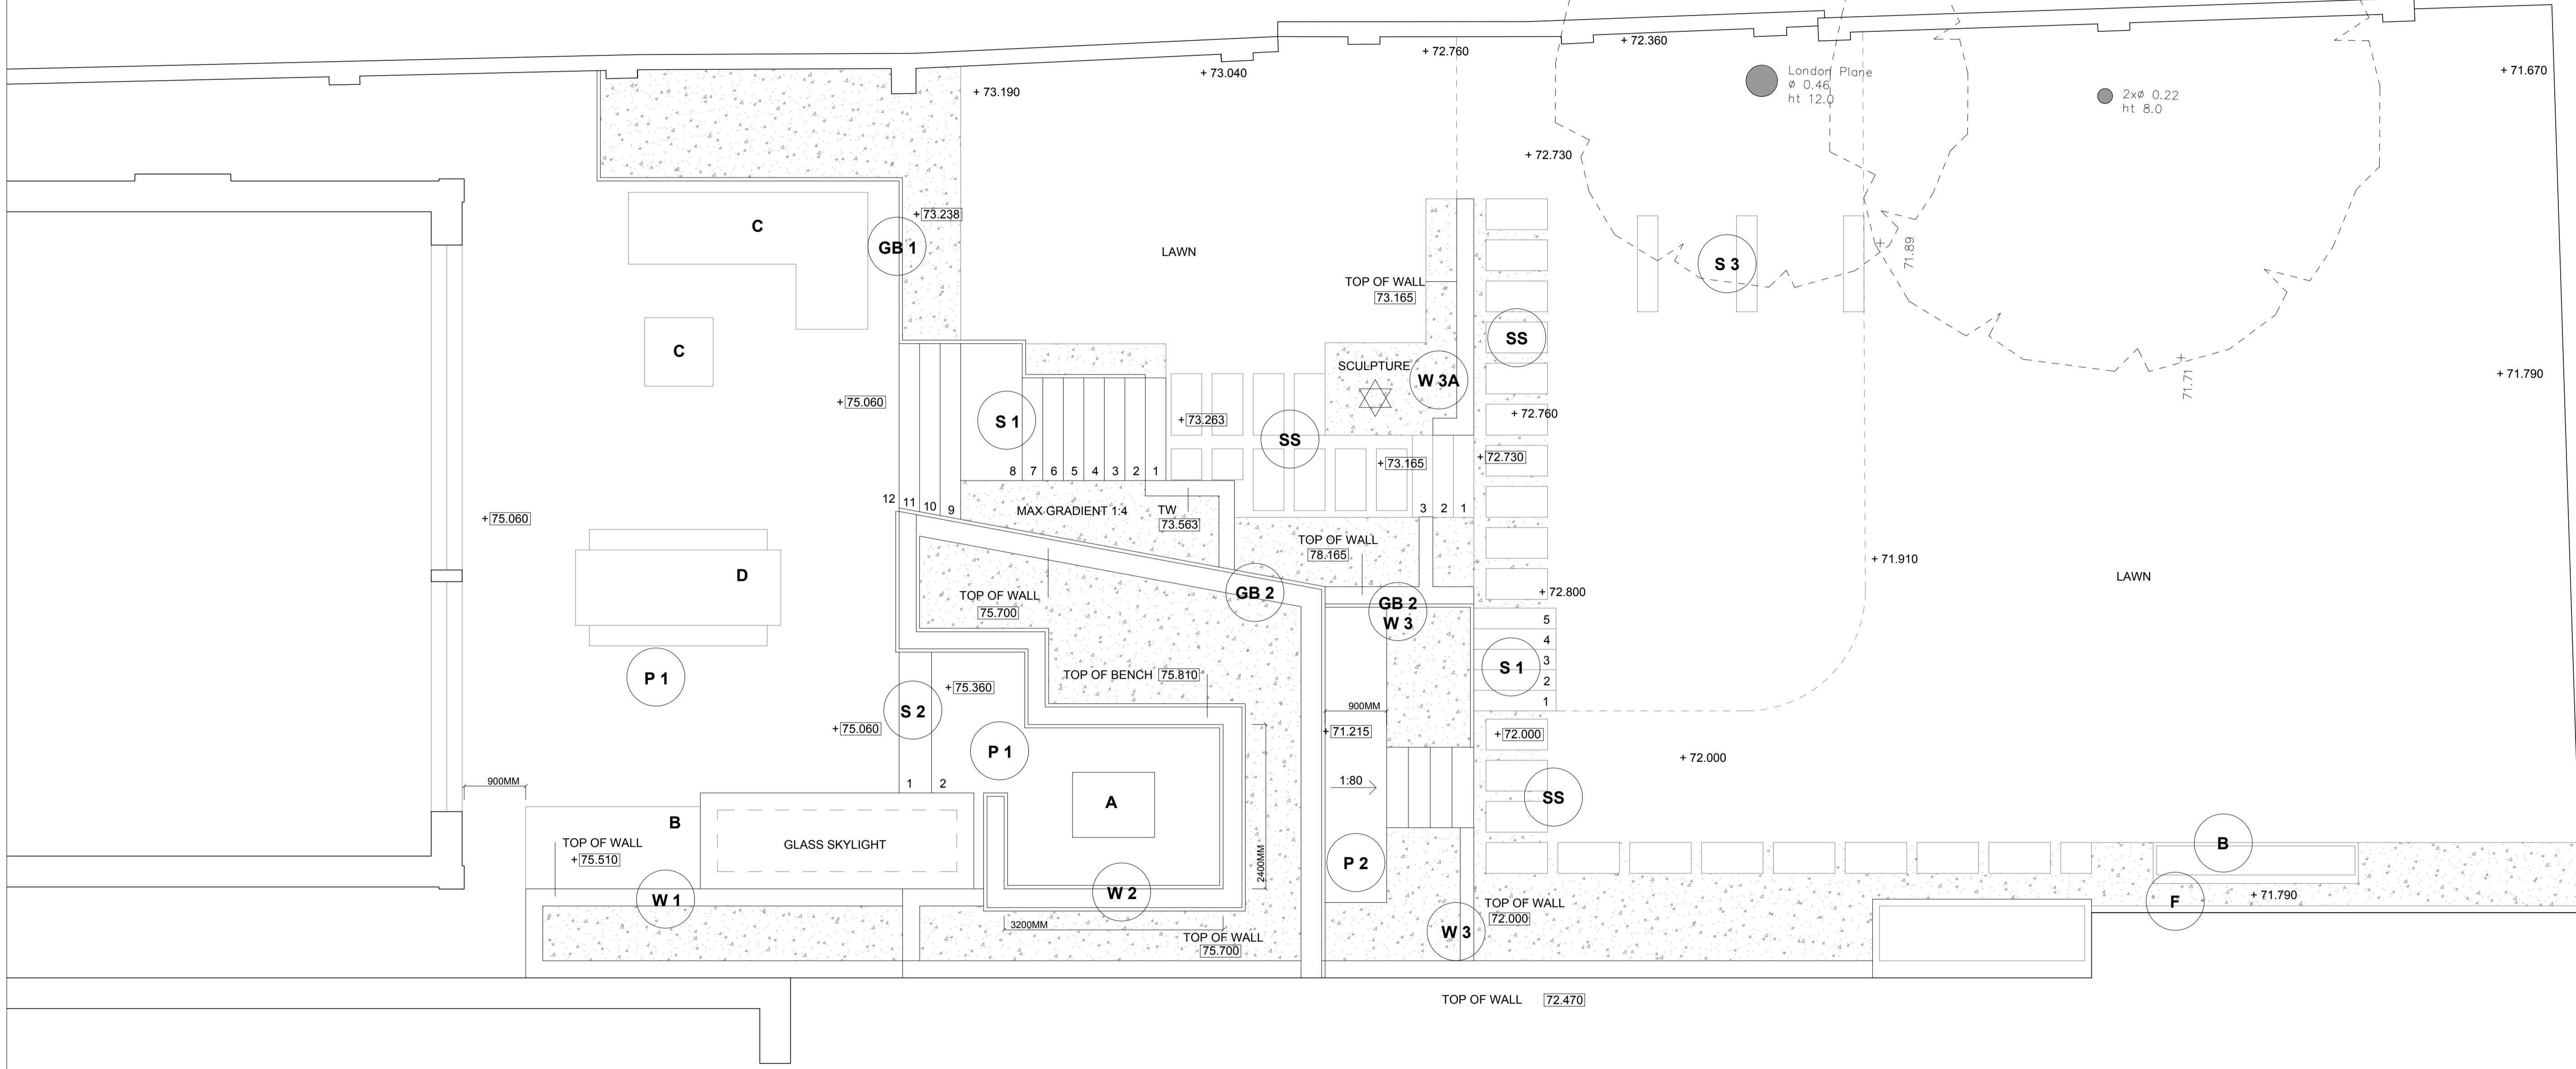 + 72.360
+ 72.760
+ 73.040
+ 73.190
London Plane
ø 0.46
ht 12.0
2xø 0.22
ht 8.0
+ 71.670
+ 72.730
+ 73.238
GB 1
C
C
LAWN
TOP OF WALL
73.165
S 3
71.89
SS
SCULPTURE
W 3A
71.71
+ 71.790
+ 75.060
S 1
+ 73.263
SS
+ 72.760
+ 73.165
+ 72.730
8 7 6 5 4 3 2 1
12 11 10 9
MAX GRADIENT 1:4
TW
73.563
3 2 1
+ 75.060
TOP OF WALL
78.165
+ 71.910
LAWN
D
TOP OF WALL
75.700
GB 2
GB 2
W 3
+ 72.800
5
4
3
2
1
S 1
P 1
TOP OF BENCH 75.810
+ 75.360
S 2
+ 75.060
P 1
900MM
+ 71.215
+ 72.000
+ 72.000
900MM
1 2
1:80
SS
A
B
GLASS SKYLIGHT
TOP OF WALL
+ 75.510
2400MM
P 2
B
W 1
W 2
+ 71.790
F
TOP OF WALL
72.000
3200MM
W 3
TOP OF WALL
75.700
TOP OF WALL 72.470